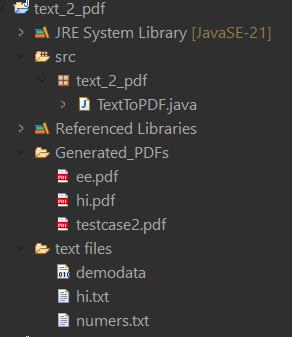 text_2_pdf
JRE System Library [JavaSE-21]
src
text_2_pdf
TextToPDF.java
Referenced Libraries
Generated_PDFs
ee.pdf
hi.pdf
testcase2.pdf
text files
demodata
hi.txt
numers.txt